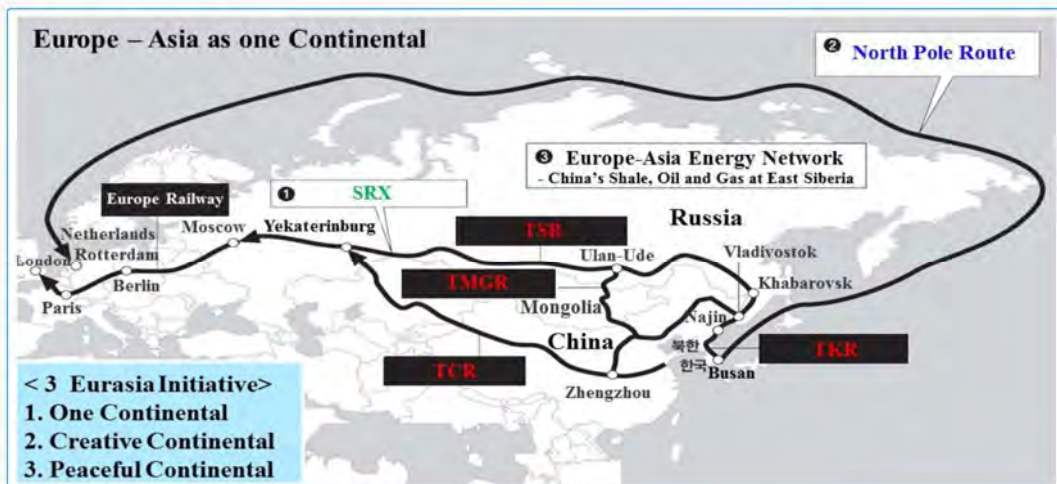 Europe – Asia as one Continental
❷ North Pole Route
❸ Europe-Asia Energy Network
- China's Shale, Oil and Gas at East Siberia
❶ SRX
Europe Railway
Russia
TSR
Moscow
Yekaterinburg
Netherlands
Rotterdam
London
Berlin
Paris
Ulan-Ude
Vladivostok
Khabarovsk
TMGR
Mongolia
Najin
China
북한
한국
Busan
TKR
TCR
Zhengzhou
< 3 Eurasia Initiative>
1. One Continental
2. Creative Continental
3. Peaceful Continental